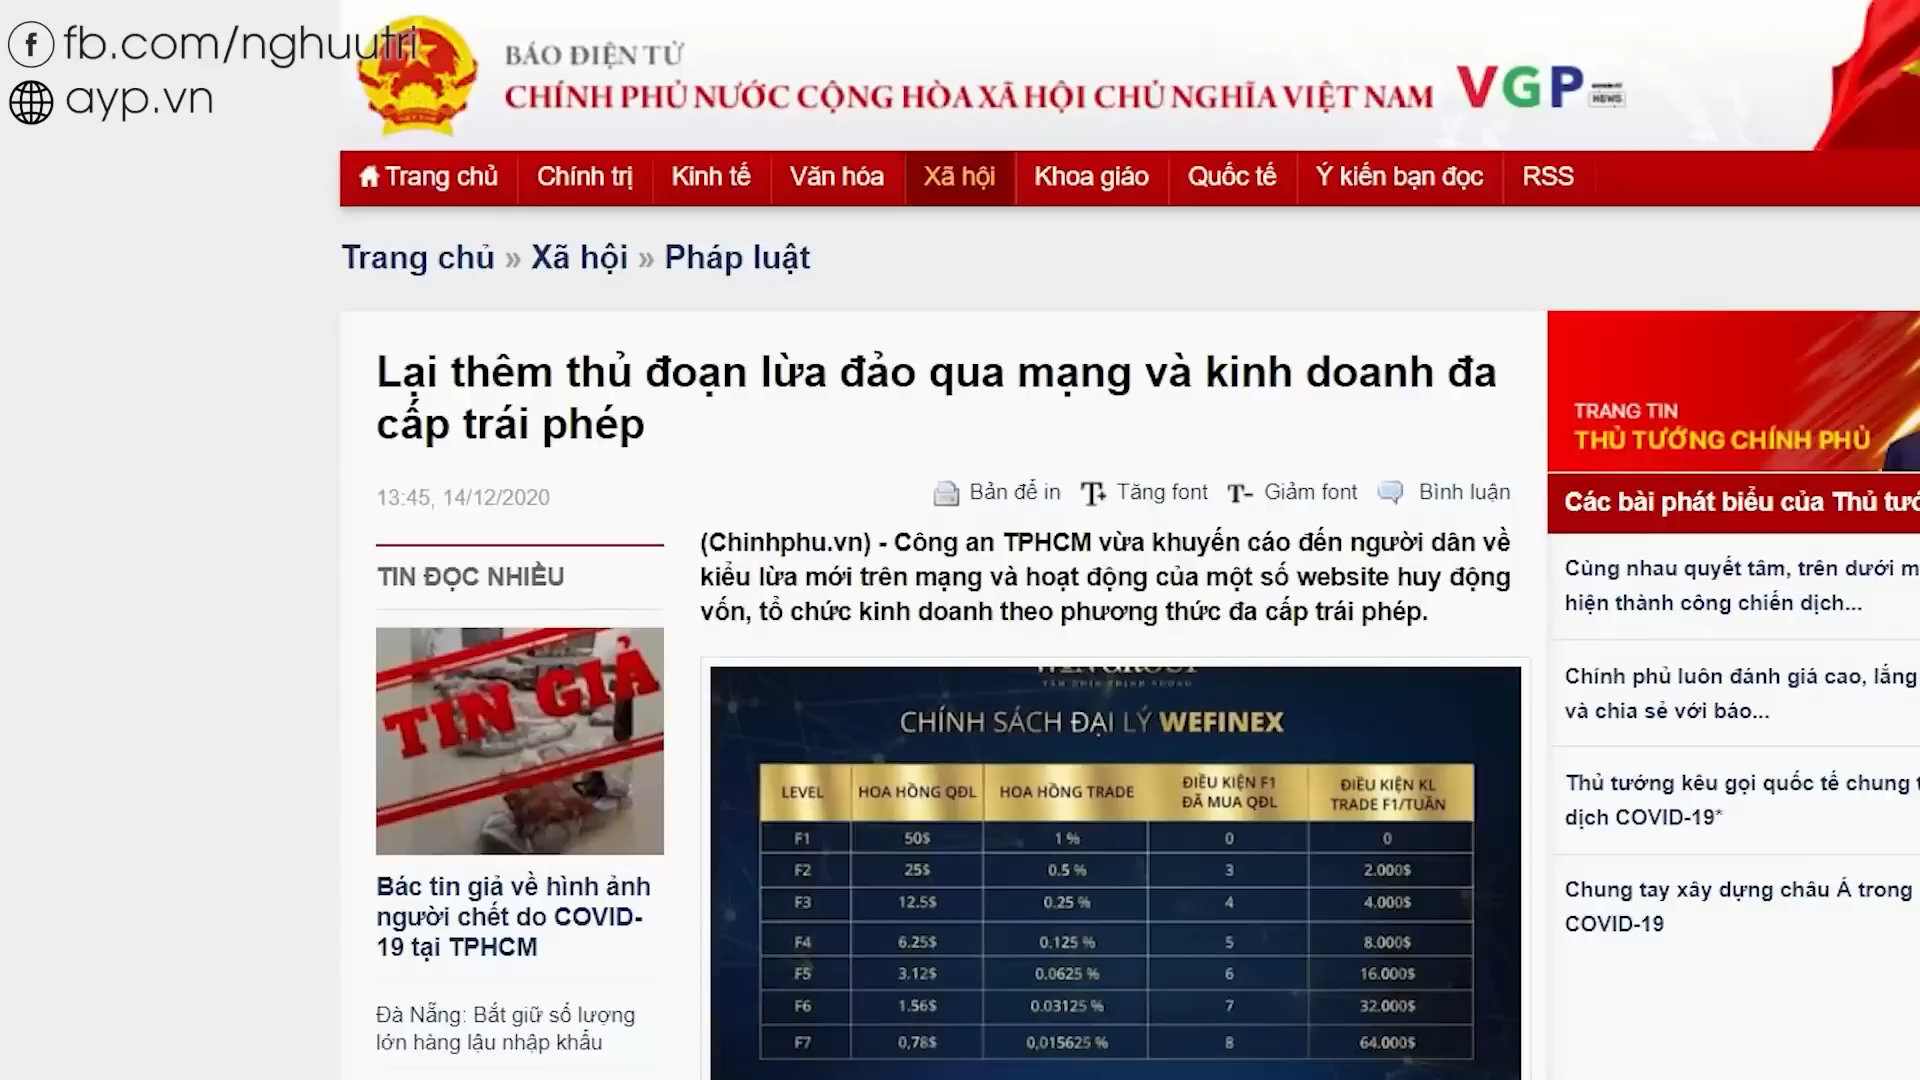 fb.com/nghuutri
ayp.vn
BÁO ĐIỆN TỬ
CHÍNH PHỦ NƯỚC CỘNG HÒA XÃ HỘI CHỦ NGHĨA VIỆT NAM
VGP NEWS
Trang chủ Chính trị Kinh tế Văn hóa Xã hội Khoa giáo Quốc tế Ý kiến bạn đọc RSS
Trang chủ » Xã hội » Pháp luật
Lại thêm thủ đoạn lừa đảo qua mạng và kinh doanh đa
cấp trái phép
13:45, 14/12/2020
Bản để in Tăng font Giảm font Bình luận
(Chinhphu.vn) - Công an TPHCM vừa khuyến cáo đến người dân về
kiểu lừa mới trên mạng và hoạt động của một số website huy động
vốn, tổ chức kinh doanh theo phương thức đa cấp trái phép.
TIN ĐỌC NHIỀU
TIN GIẢ
Bác tin giả về hình ảnh
người chết do COVID-
19 tại TPHCM
Đà Nẵng: Bắt giữ số lượng
lớn hàng lậu nhập khẩu
CHÍNH SÁCH ĐẠI LÝ WEFINEX
LEVEL HOA HỒNG QĐL HOA HỒNG TRADE ĐIỀU KIỆN F1 ĐÃ MUA QĐL ĐIỀU KIỆN KL TRADE F1/TUẦN
F1 50$ 1 % 0 0
F2 25$ 0.5 % 3 2.000$
F3 12.5$ 0.25 % 4 4.000$
F4 6.25$ 0.125 % 5 8.000$
F5 3.12$ 0.0625 % 6 16.000$
F6 1.56$ 0.03125 % 7 32.000$
F7 0,78$ 0,015625 % 8 64.000$
TRANG TIN
THỦ TƯỚNG CHÍNH PHỦ
Các bài phát biểu của Thủ tướ
Cùng nhau quyết tâm, trên dưới m
hiện thành công chiến dịch...
Chính phủ luôn đánh giá cao, lắng
và chia sẻ với báo...
Thủ tướng kêu gọi quốc tế chung t
dịch COVID-19*
Chung tay xây dựng châu Á trong
COVID-19